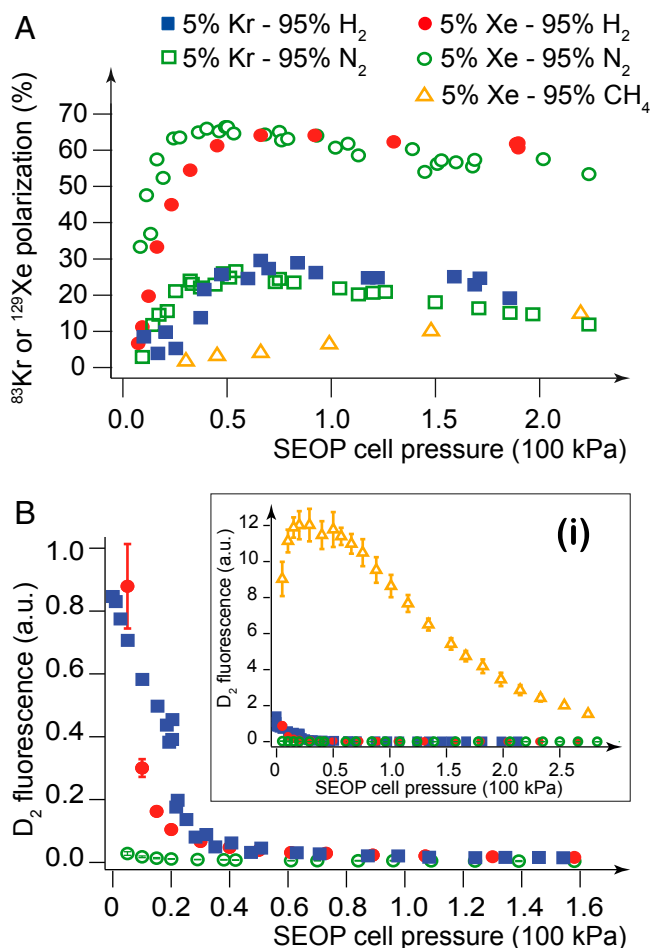 A
5% Kr - 95% H₂
5% Xe - 95% H₂
5% Kr - 95% N₂
5% Xe - 95% N₂
5% Xe - 95% CH₄
⁸³Kr or ¹²⁹Xe polarization (%)
70
60
50
40
30
20
10
0
0.0 0.5 1.0 1.5 2.0
SEOP cell pressure (100 kPa)
B
D₂ fluorescence (a.u.)
1.0
0.8
0.6
0.4
0.2
0.0
0 0.2 0.4 0.6 0.8 1.0 1.2 1.4 1.6
SEOP cell pressure (100 kPa)
(i)
D₂ fluorescence (a.u.)
12
10
8
6
4
2
0
0 0.5 1.0 1.5 2.0 2.5
SEOP cell pressure (100 kPa)